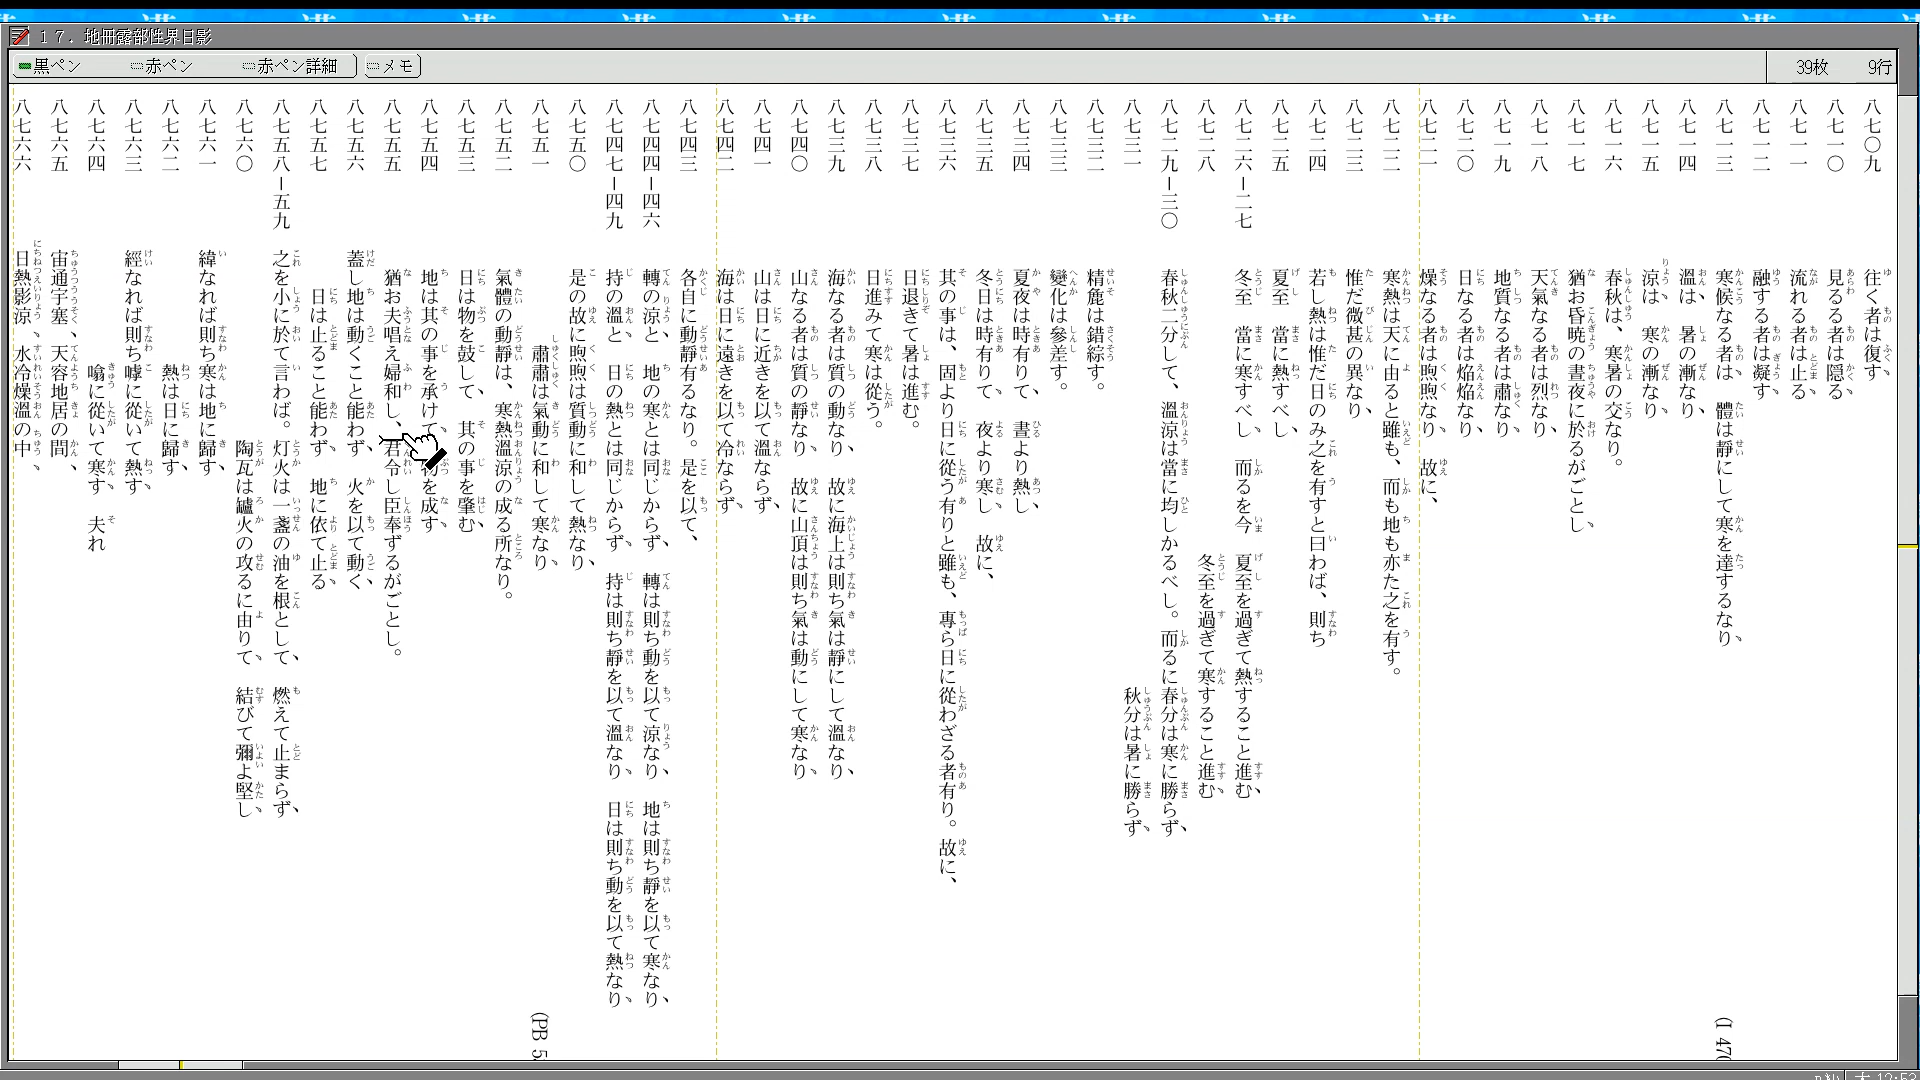 １７．地冊露部性界日影
黒ペン
赤ペン
赤ペン詳細
メモ
39枚
9行
八七〇九 往く者は復す、
八七一〇 見るる者は隠る、
八七一一 流れる者は止る、
八七一二 融する者は凝す、
八七一三 寒候なる者は、體は靜にして寒を達するなり、 (I 470
八七一四 溫は、暑の漸なり、
八七一五 涼は、寒の漸なり、
八七一六 春秋は、寒暑の交なり。
八七一七 猶お昏曉の晝夜に於るがごとし、
八七一八 天氣なる者は烈なり、
八七一九 地質なる者は肅なり、
八七二〇 日なる者は焔焔なり、
八七二一 燥なる者は煦煦なり、故に、
八七二二 寒熱は天に由ると雖も、而も地も亦た之を有す。
八七二三 惟だ微甚の異なり、
八七二四 若し熱は惟だ日のみ之を有すと曰わば、則ち
八七二五 夏至、當に熱すべし、
八七二六－二七 冬至、當に寒すべし、而るを今、夏至を過ぎて熱すること進む、
八七二八 冬至を過ぎて寒すること進む、
八七二九－三〇 春秋二分して、溫涼は當に均しかるべし。而るに春分は寒に勝らず、
八七三一 秋分は暑に勝らず、
八七三二 精麁は錯綜す。
八七三三 變化は參差す。
八七三四 夏夜は時有りて、晝より熱し、
八七三五 冬日は時有りて、夜より寒し、故に、
八七三六 其の事は、固より日に從う有りと雖も、專ら日に從わざる者有り。故に、
八七三七 日退きて暑は進む。
八七三八 日進みて寒は從う。
八七三九 海なる者は質の動なり、故に海上は則ち氣は靜にして溫なり、
八七四〇 山なる者は質の靜なり、故に山頂は則ち氣は動にして寒なり、
八七四一 山は日に近きを以て溫ならず、
八七四二 海は日に遠きを以て冷ならず、
八七四三 各自に動靜有るなり。是を以て、
八七四四－四六 轉の涼と、地の寒とは同じからず、轉は則ち動を以て涼なり、地は則ち靜を以て寒なり、
八七四七－四九 持の溫と、日の熱とは同じからず、持は則ち靜を以て溫なり、日は則ち動を以て熱なり、
八七五〇 是の故に煦煦は質動に和して熱なり、
八七五一 肅肅は氣動に和して寒なり、 (PB 5
八七五二 氣體の動靜は、寒熱溫涼の成る所なり。
八七五三 日は物を鼓して、其の事を肇む、
八七五四 地は其の事を承けて、物を成す、
八七五五 猶お夫唱え婦和し、君令し臣奉ずるがごとし。
八七五六 蓋し地は動くこと能わず、火を以て動く、
八七五七 日は止ること能わず、地に依て止る、
八七五八－五九 之を小に於て言わば。灯火は一盞の油を根として、燃えて止まらず、
八七六〇 陶瓦は罏火の攻るに由りて、結びて彌よ堅し、
八七六一 緯なれば則ち寒は地に歸す、
八七六二 熱は日に歸す、
八七六三 經なれば則ち嘑に從いて熱す、
八七六四 噏に從いて寒す、夫れ
八七六五 宙通宇塞、天容地居の間、
八七六六 日熱影涼、水冷燥溫の中、